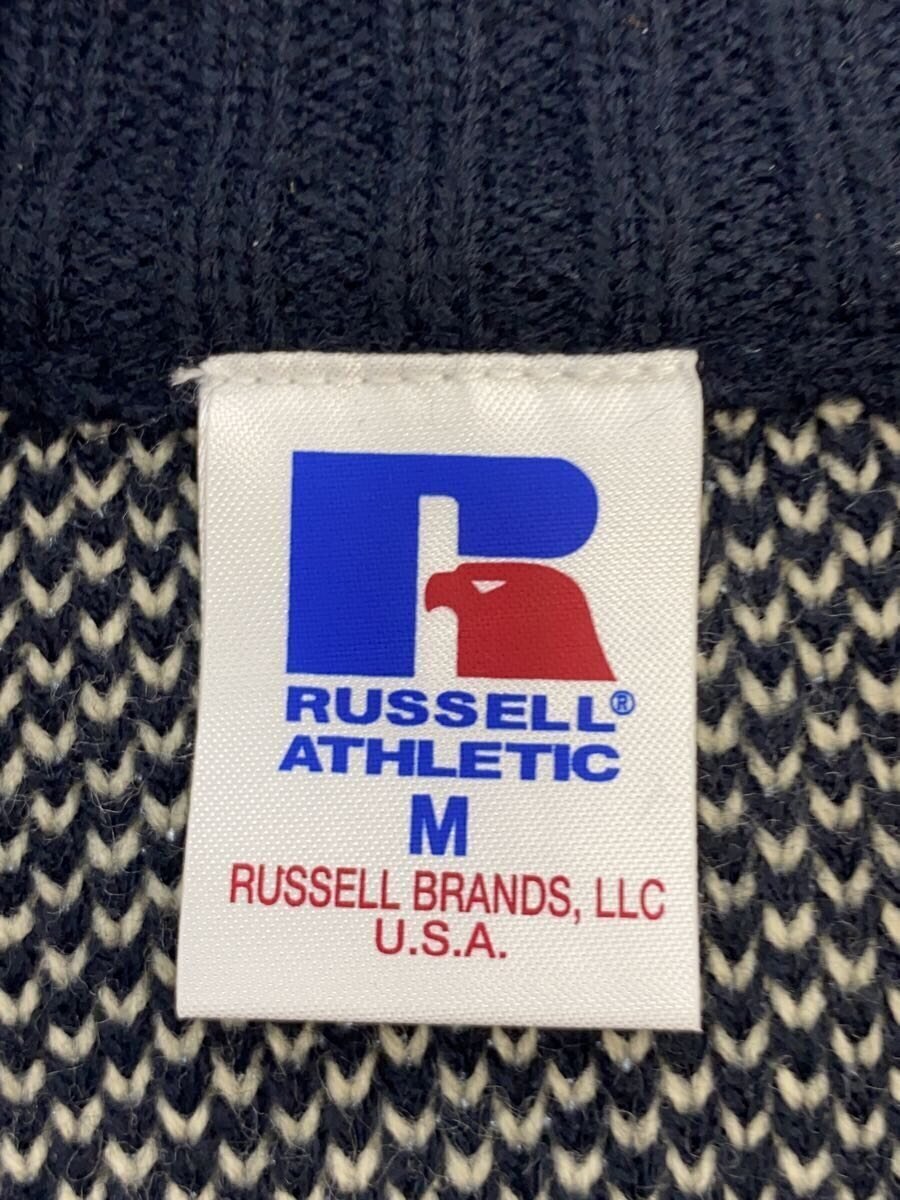 RUSSELL®
ATHLETIC
M
RUSSELL BRANDS, LLC
U.S.A.